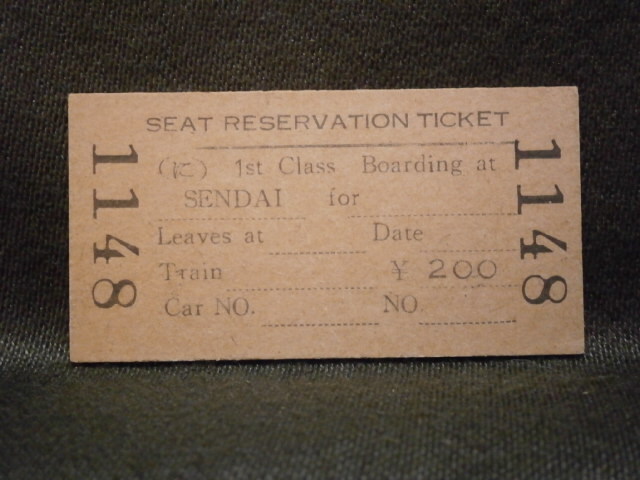 SEAT RESERVATION TICKET
(に) 1st Class Boarding at
SENDAI for
Leaves at Date
Train ¥ 200
Car NO. NO
1148
1148